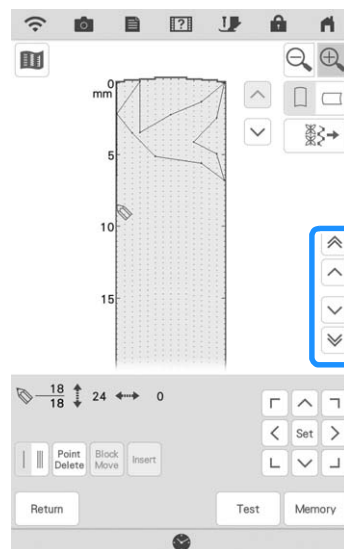 0
mm
5
10
15
18
18
24
0
Point
Delete
Block
Move
Insert
Set
Return
Test
Memory